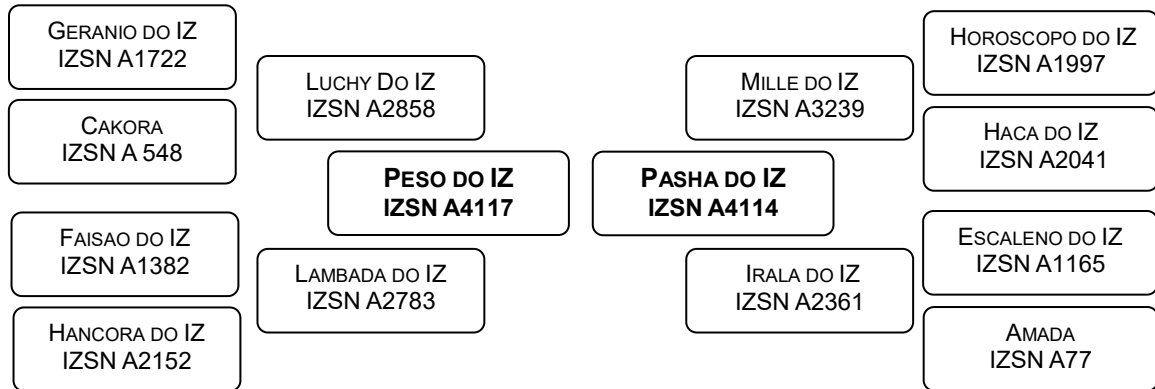 GERANIO DO IZ
IZSN A1722
CAKORA
IZSN A 548
FAISAO DO IZ
IZSN A1382
HANCORA DO IZ
IZSN A2152
LUCHY DO IZ
IZSN A2858
LAMBADA DO IZ
IZSN A2783
PESO DO IZ
IZSN A4117
PASHA DO IZ
IZSN A4114
MILLE DO IZ
IZSN A3239
IRALA DO IZ
IZSN A2361
HOROSCOPO DO IZ
IZSN A1997
HACA DO IZ
IZSN A2041
ESCALENO DO IZ
IZSN A1165
AMADA
IZSN A77